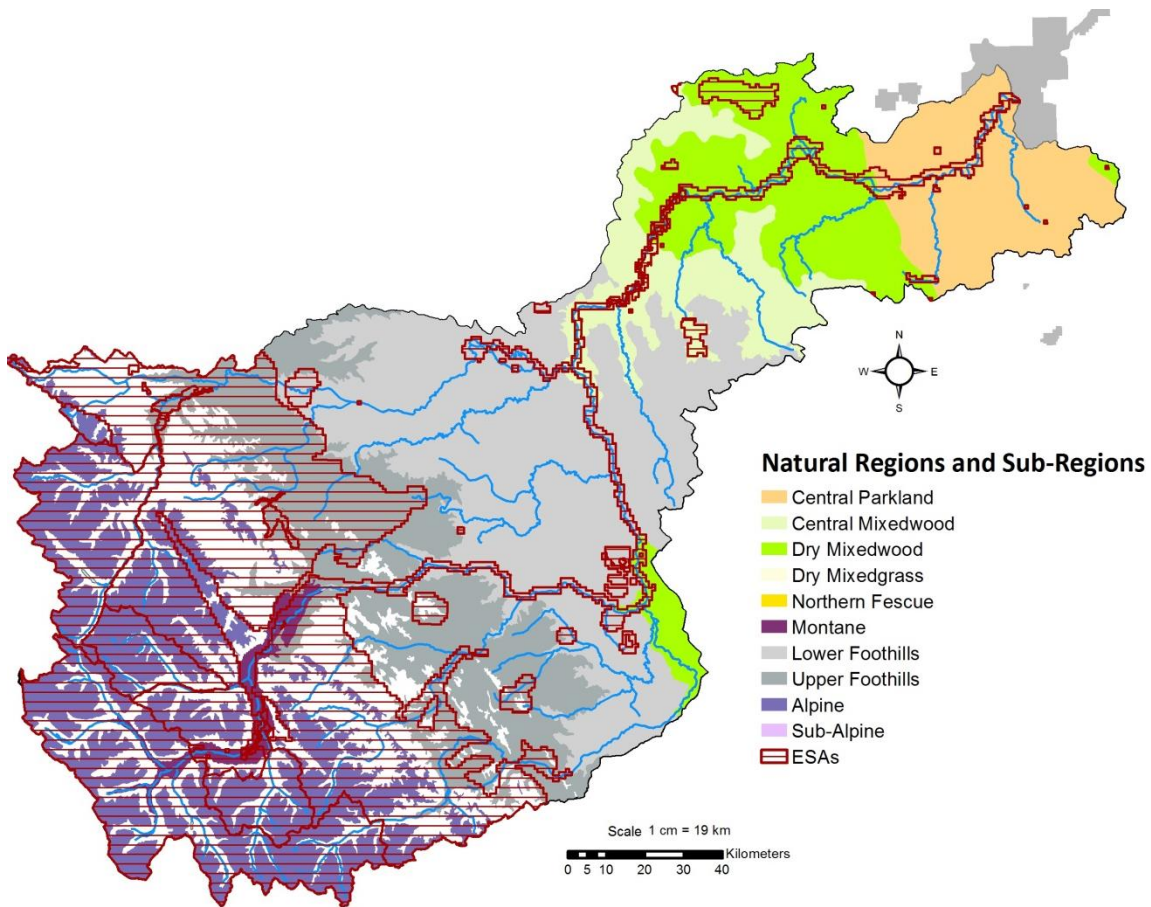 N
W E
S
Natural Regions and Sub-Regions
Central Parkland
Central Mixedwood
Dry Mixedwood
Dry Mixedgrass
Northern Fescue
Montane
Lower Foothills
Upper Foothills
Alpine
Sub-Alpine
ESAs
Scale 1 cm = 19 km
Kilometers
0 5 10 20 30 40